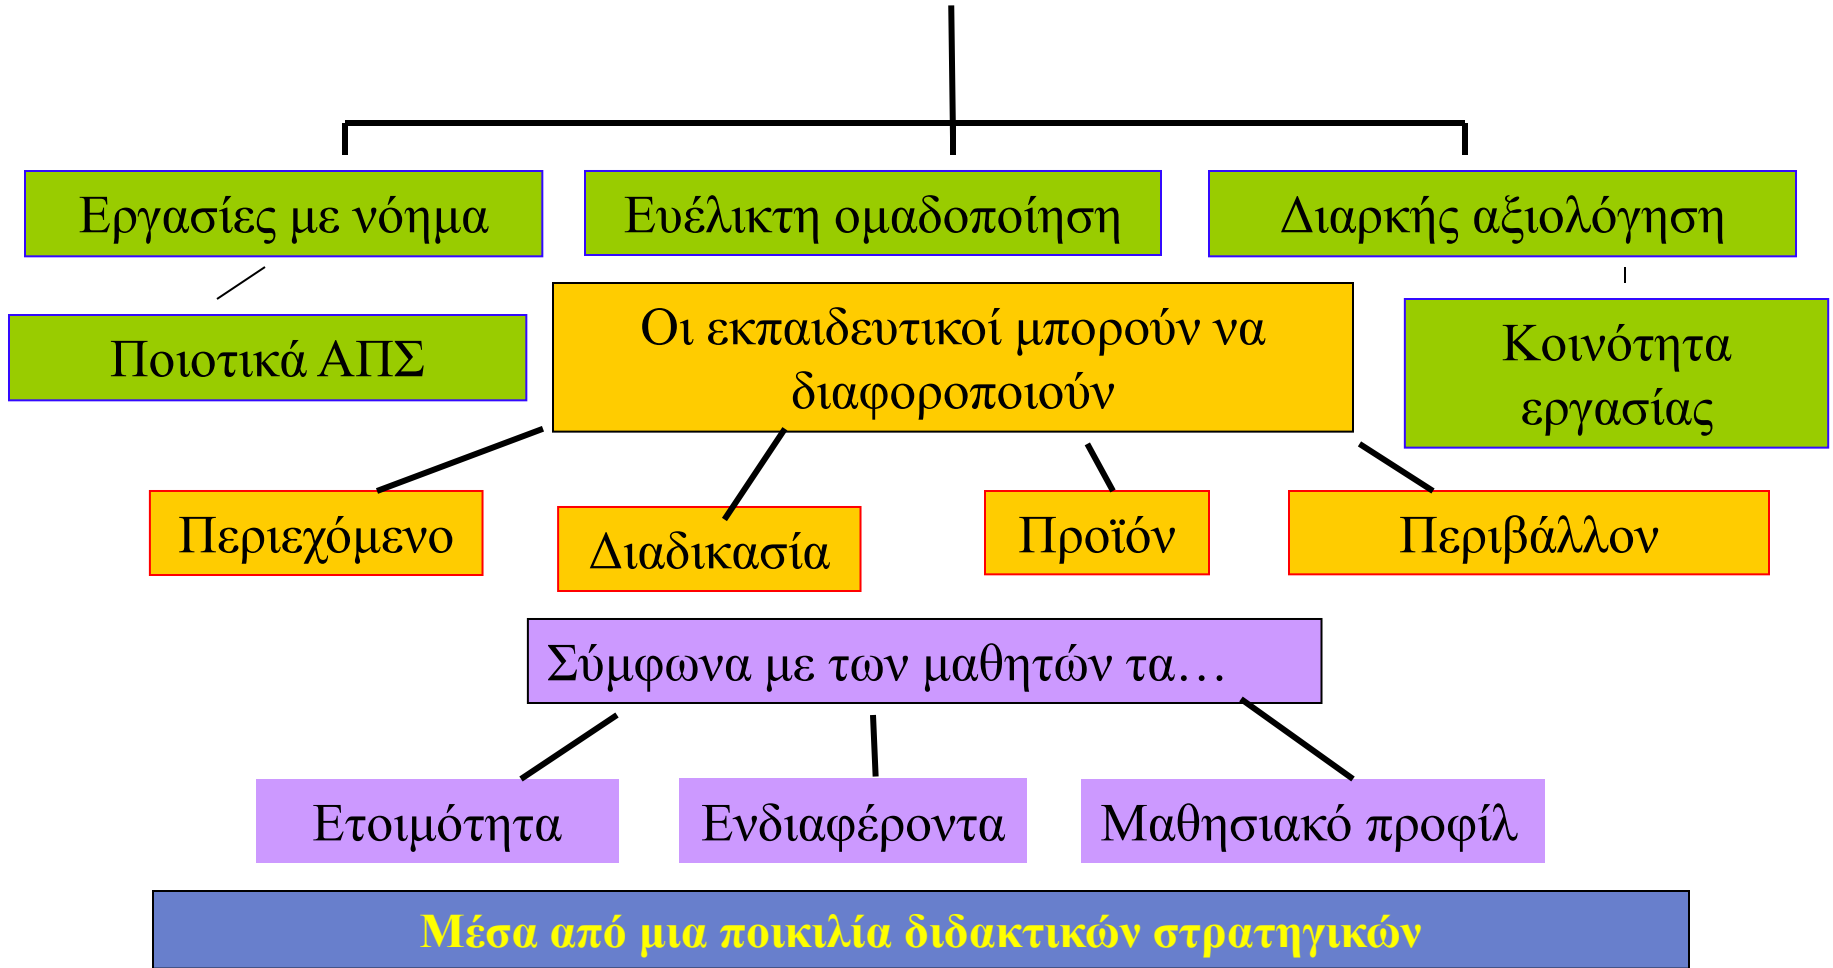 Εργασίες με νόημα
Ευέλικτη ομαδοποίηση
Διαρκής αξιολόγηση
Ποιοτικά ΑΠΣ
Οι εκπαιδευτικοί μπορούν να
διαφοροποιούν
Κοινότητα
εργασίας
Περιεχόμενο
Διαδικασία
Προϊόν
Περιβάλλον
Σύμφωνα με των μαθητών τα…
Ετοιμότητα
Ενδιαφέροντα
Μαθησιακό προφίλ
Μέσα από μια ποικιλία διδακτικών στρατηγικών